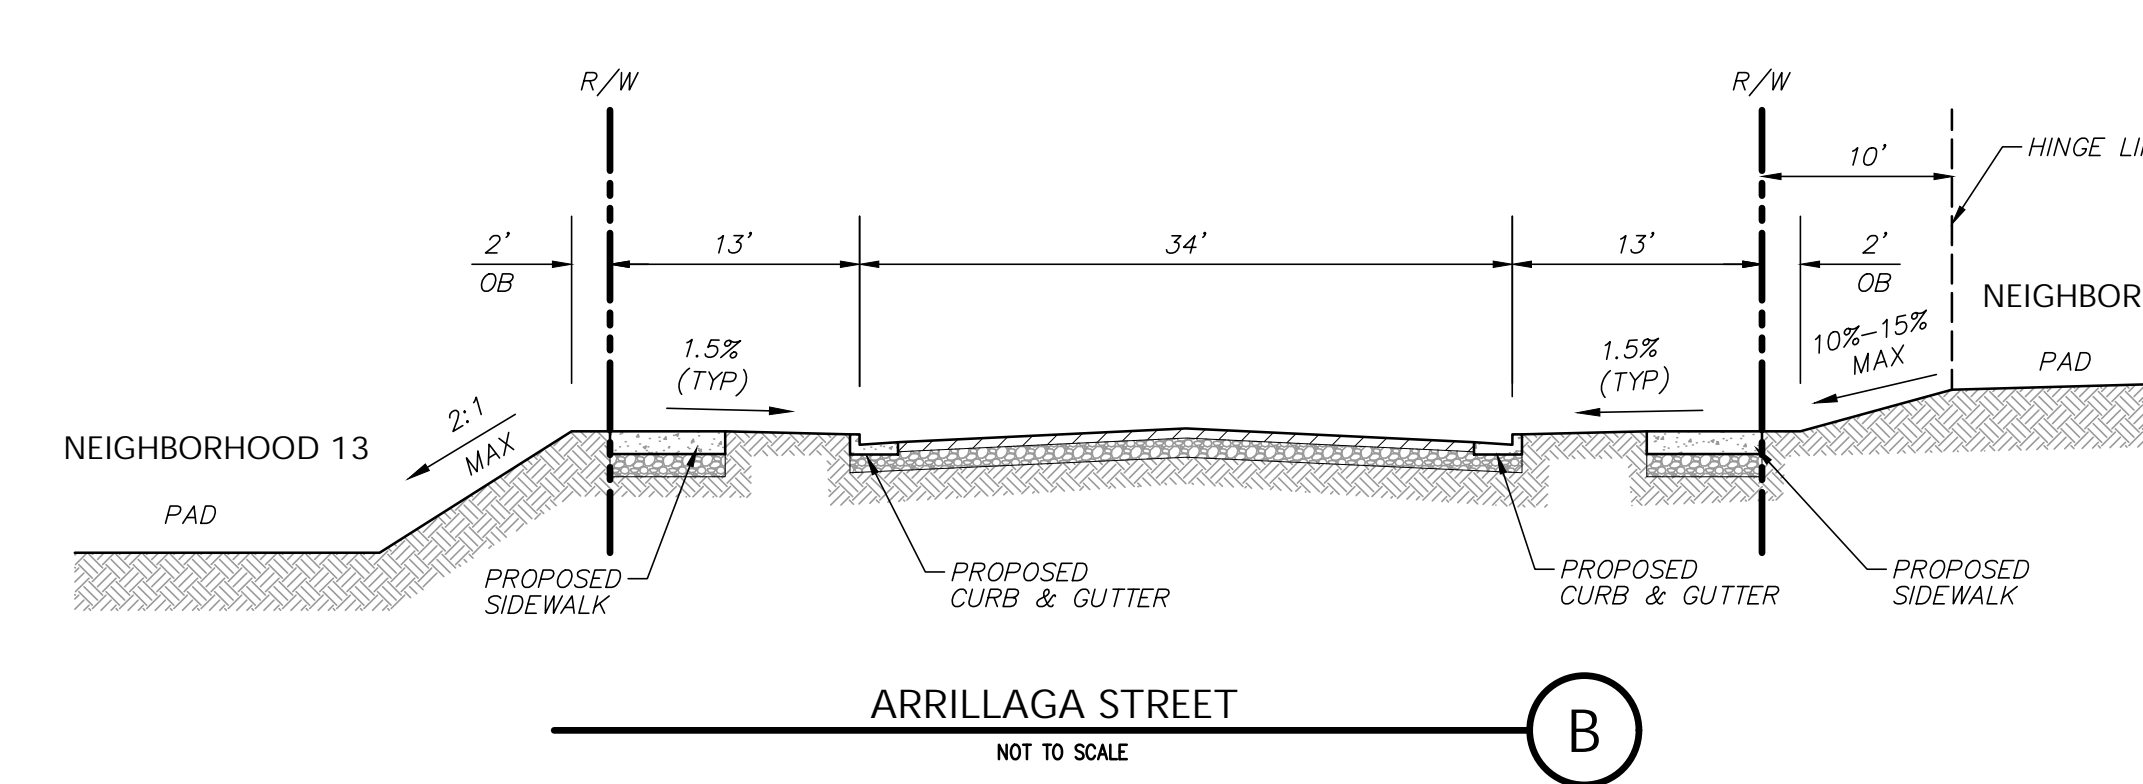 R/W
R/W
10'
HINGE
2'
OB
13'
34'
13'
2'
OB
1.5%
(TYP)
1.5%
(TYP)
10%-15%
MAX
PAD
2:1
MAX
NEIGHBORHOOD 13
PAD
PROPOSED
SIDEWALK
PROPOSED
CURB & GUTTER
PROPOSED
CURB & GUTTER
PROPOSED
SIDEWALK
ARRILLAGA STREET
NOT TO SCALE
B